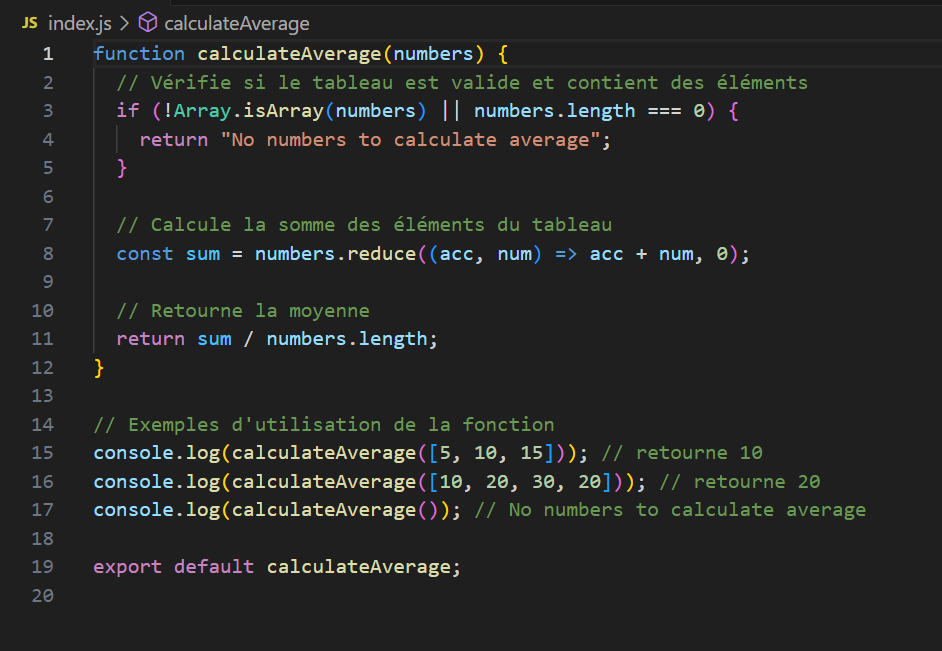 JS index.js > calculateAverage
1 function calculateAverage(numbers) {
2   // Vérifie si le tableau est valide et contient des éléments
3   if (!Array.isArray(numbers) || numbers.length === 0) {
4     return "No numbers to calculate average";
5   }
6
7   // Calcule la somme des éléments du tableau
8   const sum = numbers.reduce((acc, num) => acc + num, 0);
9
10   // Retourne la moyenne
11   return sum / numbers.length;
12 }
13
14 // Exemples d'utilisation de la fonction
15 console.log(calculateAverage([5, 10, 15])); // retourne 10
16 console.log(calculateAverage([10, 20, 30, 20])); // retourne 20
17 console.log(calculateAverage()); // No numbers to calculate average
18
19 export default calculateAverage;
20